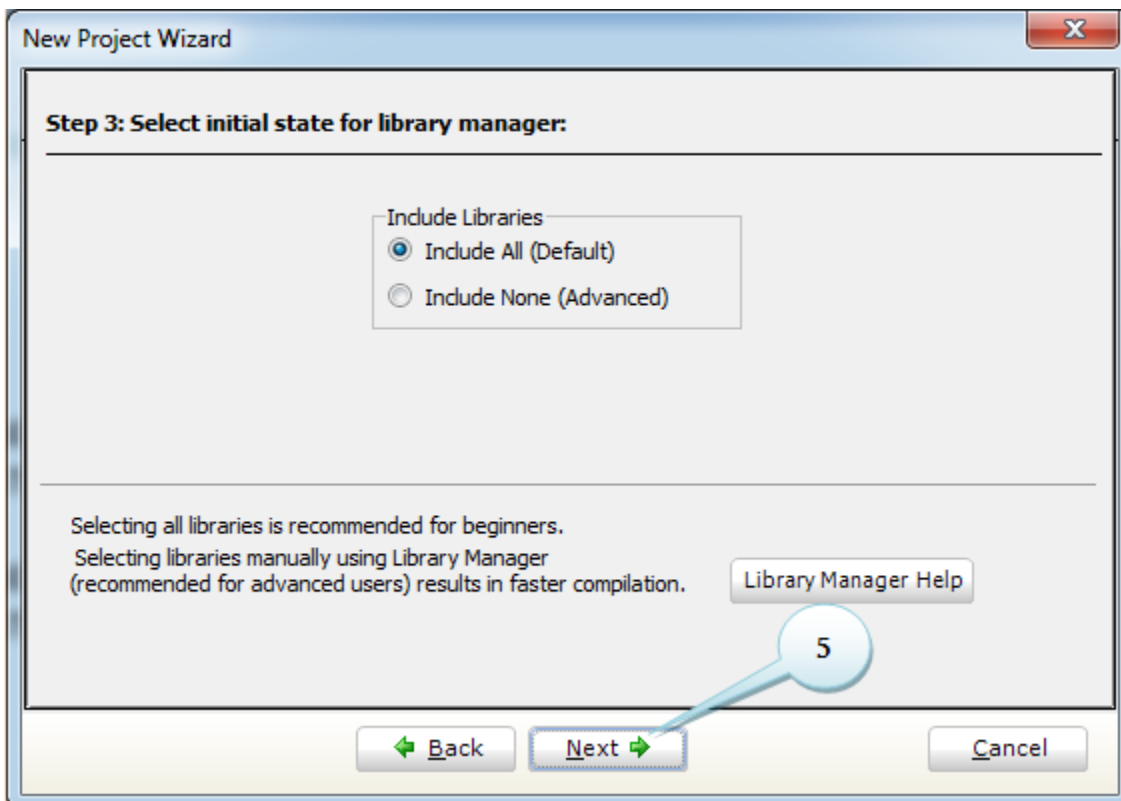 New Project Wizard
X
Step 3: Select initial state for library manager:
Include Libraries
Include All (Default)
Include None (Advanced)
Selecting all libraries is recommended for beginners.
Selecting libraries manually using Library Manager
(recommended for advanced users) results in faster compilation.
Library Manager Help
5
Back
Next
Cancel